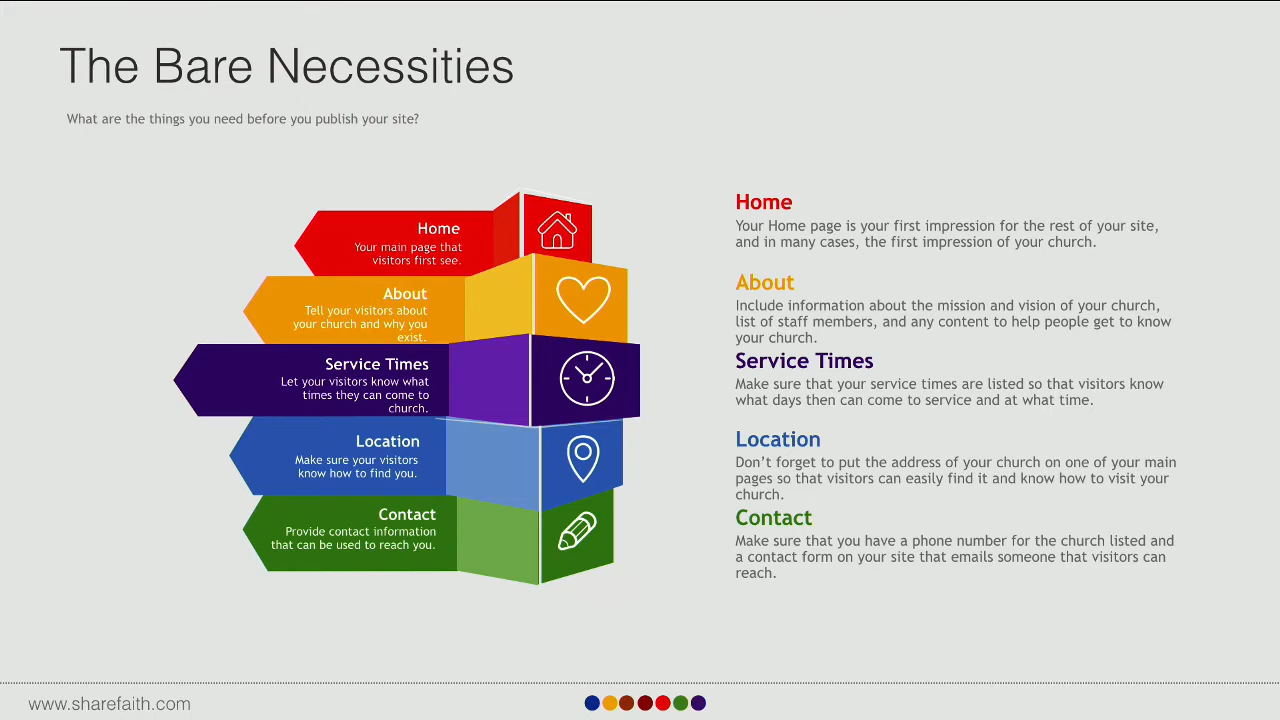 The Bare Necessities
What are the things you need before you publish your site?
Home
Your main page that
visitors first see.
About
Tell your visitors about
your church and why you
exist.
Service Times
Let your visitors know what
times they can come to
church.
Location
Make sure your visitors
know how to find you.
Contact
Provide contact information
that can be used to reach you.
Home
Your Home page is your first impression for the rest of your site,
and in many cases, the first impression of your church.
About
Include information about the mission and vision of your church,
list of staff members, and any content to help people get to know
your church.
Service Times
Make sure that your service times are listed so that visitors know
what days then can come to service and at what time.
Location
Don’t forget to put the address of your church on one of your main
pages so that visitors can easily find it and know how to visit your
church.
Contact
Make sure that you have a phone number for the church listed and
a contact form on your site that emails someone that visitors can
reach.
www.sharefaith.com